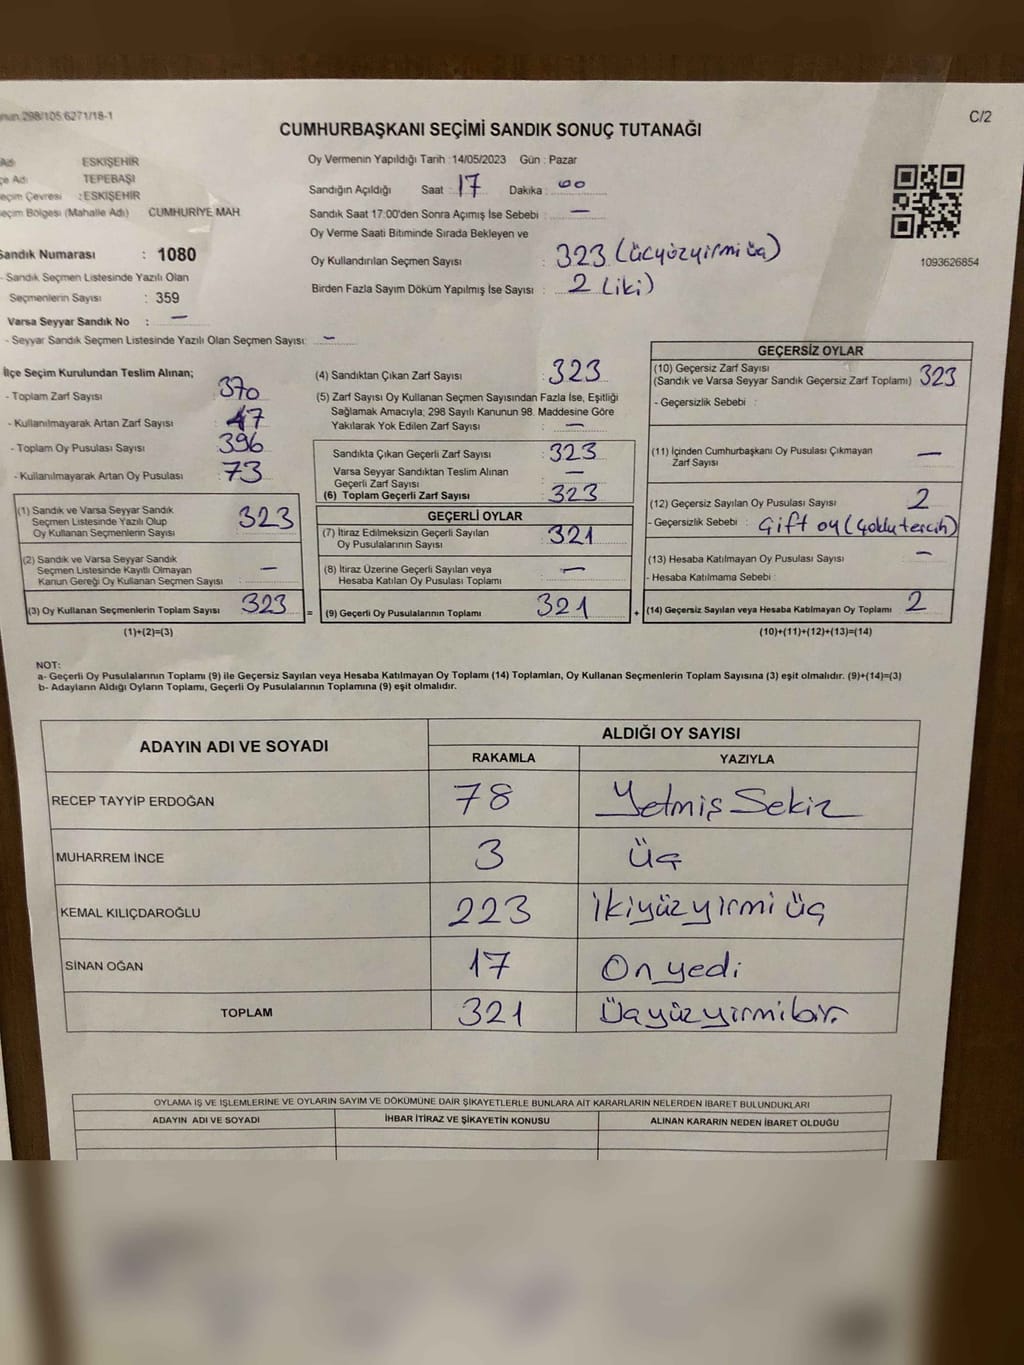 298/105.6271/18-1
C/2
CUMHURBAŞKANI SEÇİMİ SANDIK SONUÇ TUTANAĞI
ESKİŞEHİR
TEPEBAŞI
: ESKİŞEHİR
(Mahalle Adı) CUMHURİYE MAH
Sandık Numarası : 1080
- Sandık Seçmen Listesinde Yazılı Olan
Seçmenlerin Sayısı : 359
Varsa Seyyar Sandık No : —
- Seyyar Sandık Seçmen Listesinde Yazılı Olan Seçmen Sayısı: —
Oy Vermenin Yapıldığı Tarih : 14/05/2023 Gün : Pazar
Sandığın Açıldığı Saat : 17 Dakika : 00
Sandık Saat 17:00'den Sonra Açımış İse Sebebi : —
Oy Verme Saati Bitiminde Sırada Bekleyen ve
Oy Kullandırılan Seçmen Sayısı : 323 (üçyüzyirmi üç)
Birden Fazla Sayım Döküm Yapılmış İse Sayısı : 2 (iki)
1093626854
İlçe Seçim Kurulundan Teslim Alınan;
- Toplam Zarf Sayısı : 370
- Kullanılmayarak Artan Zarf Sayısı : 47
- Toplam Oy Pusulası Sayısı : 396
- Kullanılmayarak Artan Oy Pusulası : 73
(1) Sandık ve Varsa Seyyar Sandık
Seçmen Listesinde Yazılı Olup
Oy Kullanan Seçmenlerin Sayısı : 323
(2) Sandık ve Varsa Seyyar Sandık
Seçmen Listesinde Kayıtlı Olmayan
Kanun Gereği Oy Kullanan Seçmen Sayısı : —
(3) Oy Kullanan Seçmenlerin Toplam Sayısı : 323 =
(1)+(2)=(3)
(4) Sandıktan Çıkan Zarf Sayısı : 323
(5) Zarf Sayısı Oy Kullanan Seçmen Sayısından Fazla İse, Eşitliği
Sağlamak Amacıyla, 298 Sayılı Kanunun 98. Maddesine Göre
Yakılarak Yok Edilen Zarf Sayısı : —
Sandıkta Çıkan Geçerli Zarf Sayısı : 323
Varsa Seyyar Sandıktan Teslim Alınan
Geçerli Zarf Sayısı : —
(6) Toplam Geçerli Zarf Sayısı : 323
GEÇERLİ OYLAR
(7) İtiraz Edilmeksizin Geçerli Sayılan
Oy Pusulalarının Sayısı : 321
(8) İtiraz Üzerine Geçerli Sayılan veya
Hesaba Katılan Oy Pusulası Toplamı : —
(9) Geçerli Oy Pusulalarının Toplamı : 321 +
GEÇERSİZ OYLAR
(10) Geçersiz Zarf Sayısı
(Sandık ve Varsa Seyyar Sandık Geçersiz Zarf Toplamı) : 323
- Geçersizlik Sebebi :
(11) İçinden Cumhurbaşkanı Oy Pusulası Çıkmayan
Zarf Sayısı : —
(12) Geçersiz Sayılan Oy Pusulası Sayısı : 2
- Geçersizlik Sebebi : Çift oy (çoklu tercih)
(13) Hesaba Katılmayan Oy Pusulası Sayısı : —
- Hesaba Katılmama Sebebi :
(14) Geçersiz Sayılan veya Hesaba Katılmayan Oy Toplamı : 2
(10)+(11)+(12)+(13)=(14)
NOT:
a- Geçerli Oy Pusulalarının Toplamı (9) ile Geçersiz Sayılan veya Hesaba Katılmayan Oy Toplamı (14) Toplamları, Oy Kullanan Seçmenlerin Toplam Sayısına (3) eşit olmalıdır. (9)+(14)=(3)
b- Adayların Aldığı Oyların Toplamı, Geçerli Oy Pusulalarının Toplamına (9) eşit olmalıdır.
ADAYIN ADI VE SOYADI ALDIĞI OY SAYISI
RAKAMLA YAZIYLA
RECEP TAYYİP ERDOĞAN 78 Yetmiş Sekiz
MUHARREM İNCE 3 üç
KEMAL KILIÇDAROĞLU 223 ikiyüzyirmi üç
SİNAN OĞAN 17 On yedi
TOPLAM 321 Üçyüzyirmibir.
OYLAMA İŞ VE İŞLEMLERİNE VE OYLARIN SAYIM VE DÖKÜMÜNE DAİR ŞİKAYETLERLE BUNLARA AİT KARARLARIN NELERDEN İBARET BULUNDUKLARI
ADAYIN ADI VE SOYADI İHBAR İTİRAZ VE ŞİKAYETİN KONUSU ALINAN KARARIN NEDEN İBARET OLDUĞU